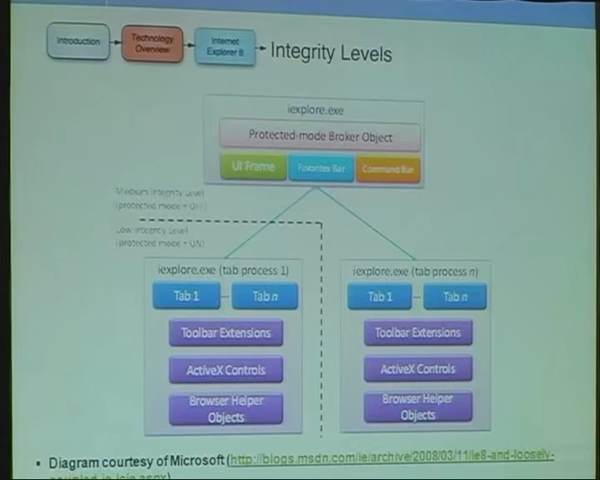 Introduction
Technology
Overview
Internet
Explorer 8
Integrity Levels
iexplore.exe
Protected-mode Broker Object
UI Frame
Favorites Bar
Command Bar
Medium Integrity Level
(protected mode = OFF)
Low Integrity Level
(protected mode = ON)
iexplore.exe (tab process 1)
Tab 1
Tab n
Toolbar Extensions
ActiveX Controls
Browser Helper
Objects
iexplore.exe (tab process n)
Tab 1
Tab n
Toolbar Extensions
ActiveX Controls
Browser Helper
Objects
Diagram courtesy of Microsoft (http://blogs.msdn.com/ie/archive/2008/03/11/ie8-and-loosely-
coupled-ie-lcie.aspx)